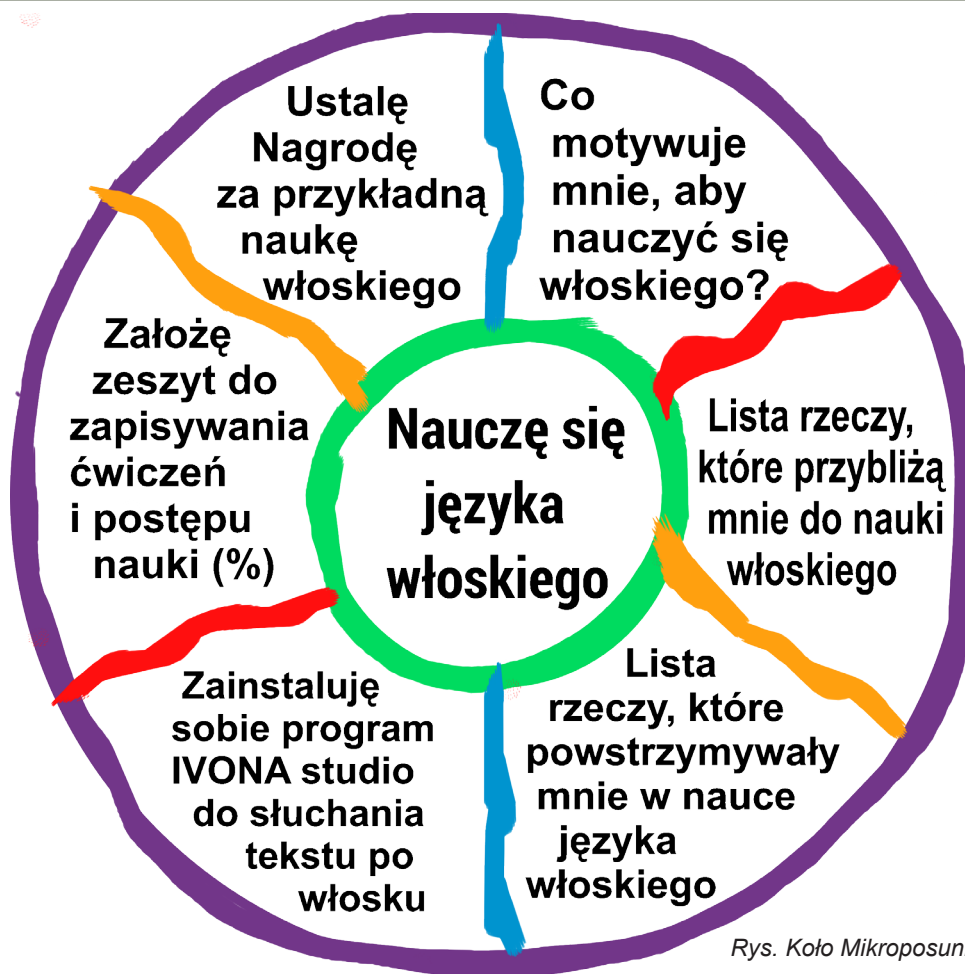 Ustalę
Nagrodę
za przykładną
naukę
włoskiego
Co
motywuje
mnie, aby
nauczyć się
włoskiego?
Lista rzeczy,
które przybliżą
mnie do nauki
włoskiego
Lista
rzeczy, które
powstrzymywały
mnie w nauce
języka
włoskiego
Zainstaluję
sobie program
IVONA studio
do słuchania
tekstu po
włosku
Założę
zeszyt do
zapisywania
ćwiczeń
i postępu
nauki (%)
Nauczę się
języka
włoskiego
Rys. Koło